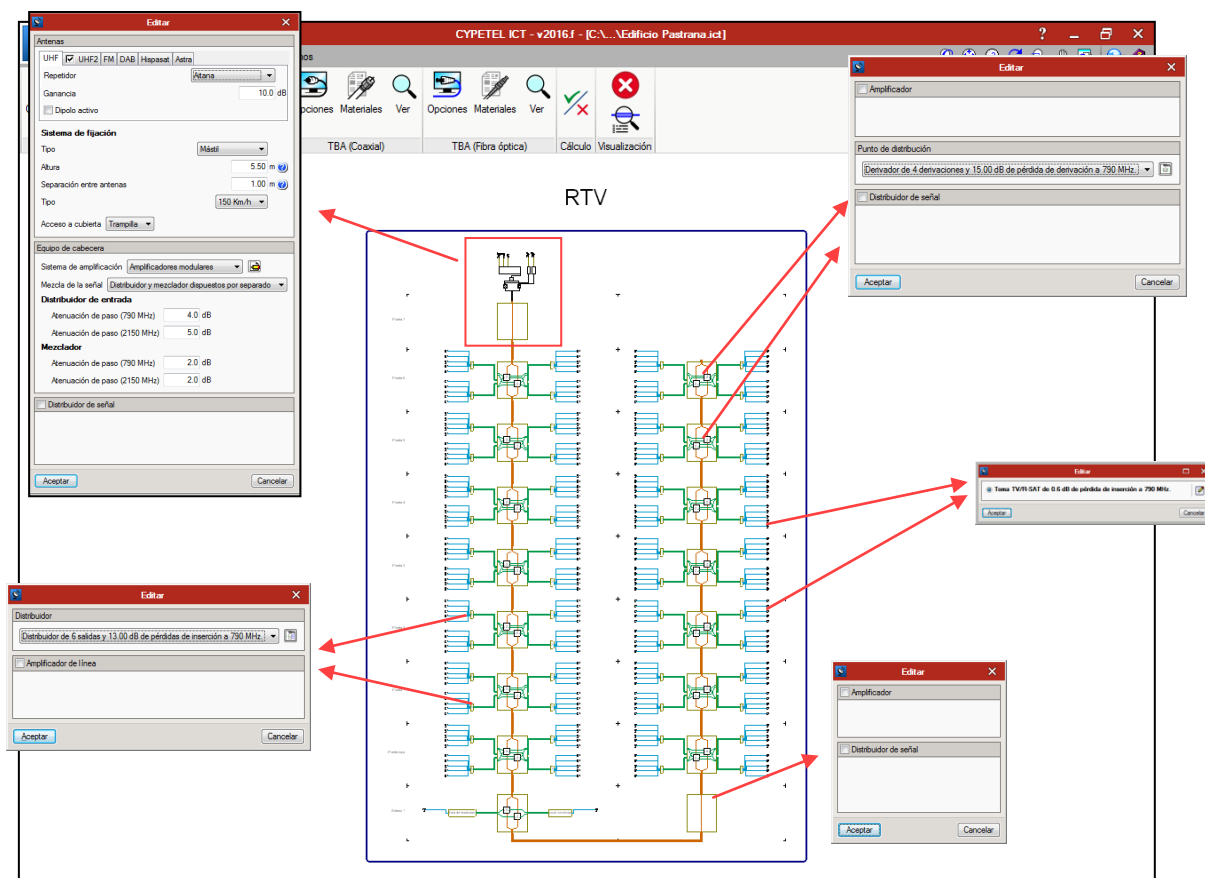 CYPETEL ICT - v2016.f - [C:\...\Edificio Pastrana.ict]
?
Opciones Materiales Ver
Opciones Materiales Ver
TBA (Coaxial)
TBA (Fibra óptica)
Cálculo
Visualización
RTV
Editar
Antenas
UHF UHF2 FM DAB Hispasat Astra
Repetidor Aitana
Ganancia 10.0 dB
Dipolo activo
Sistema de fijación
Tipo Mástil
Altura 5.50 m
Separación entre antenas 1.00 m
Tipo 150 Km/h
Acceso a cubierta Trampilla
Equipo de cabecera
Sistema de amplificación Amplificadores modulares
Mezcla de la señal Distribuidor y mezclador dispuestos por separado
Distribuidor de entrada
Atenuación de paso (790 MHz) 4.0 dB
Atenuación de paso (2150 MHz) 5.0 dB
Mezclador
Atenuación de paso (790 MHz) 2.0 dB
Atenuación de paso (2150 MHz) 2.0 dB
Distribuidor de señal
Aceptar Cancelar
Editar
Amplificador
Punto de distribución
Derivador de 4 derivaciones y 15.00 dB de pérdida de derivación a 790 MHz.
Distribuidor de señal
Aceptar Cancelar
Editar
Toma TV/R-SAT de 0.6 dB de pérdida de inserción a 790 MHz.
Aceptar Cancelar
Editar
Distribuidor
Distribuidor de 6 salidas y 13.00 dB de pérdidas de inserción a 790 MHz.
Amplificador de línea
Aceptar Cancelar
Editar
Amplificador
Distribuidor de señal
Aceptar Cancelar